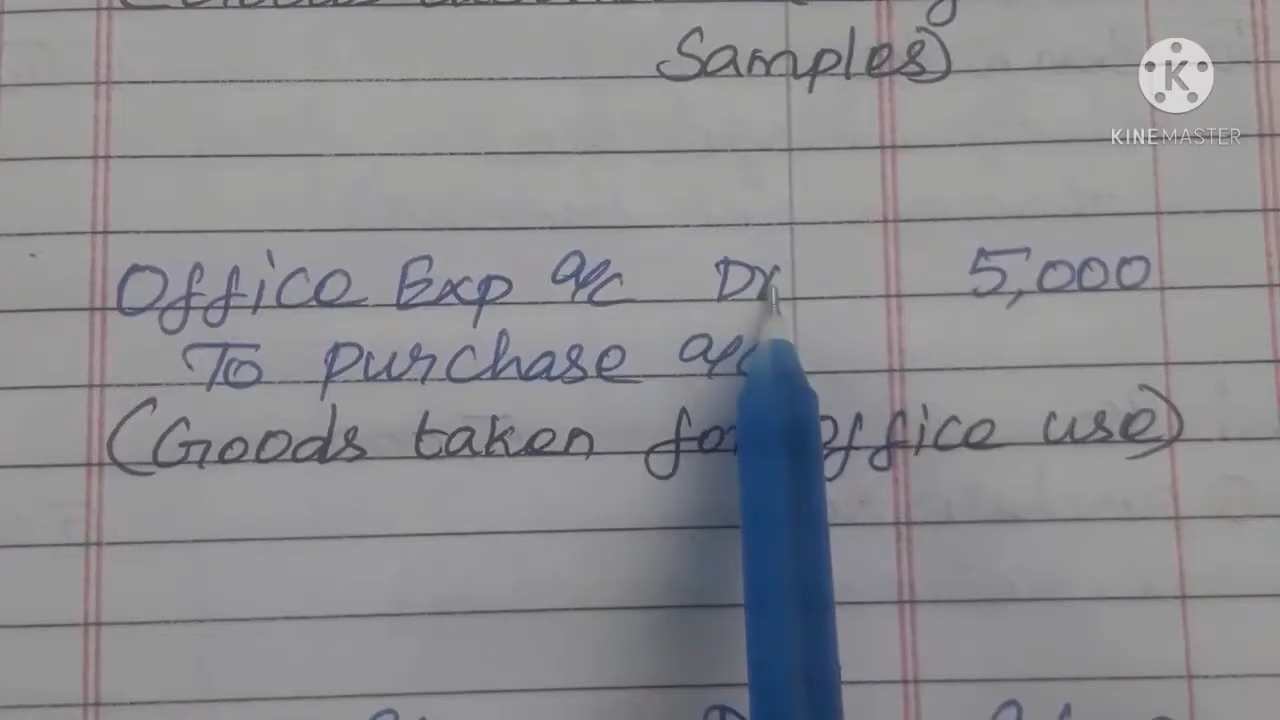 Samples)
KINEMASTER
Office Exp a/c Dr 5,000
To purchase a/c
(Goods taken for office use)